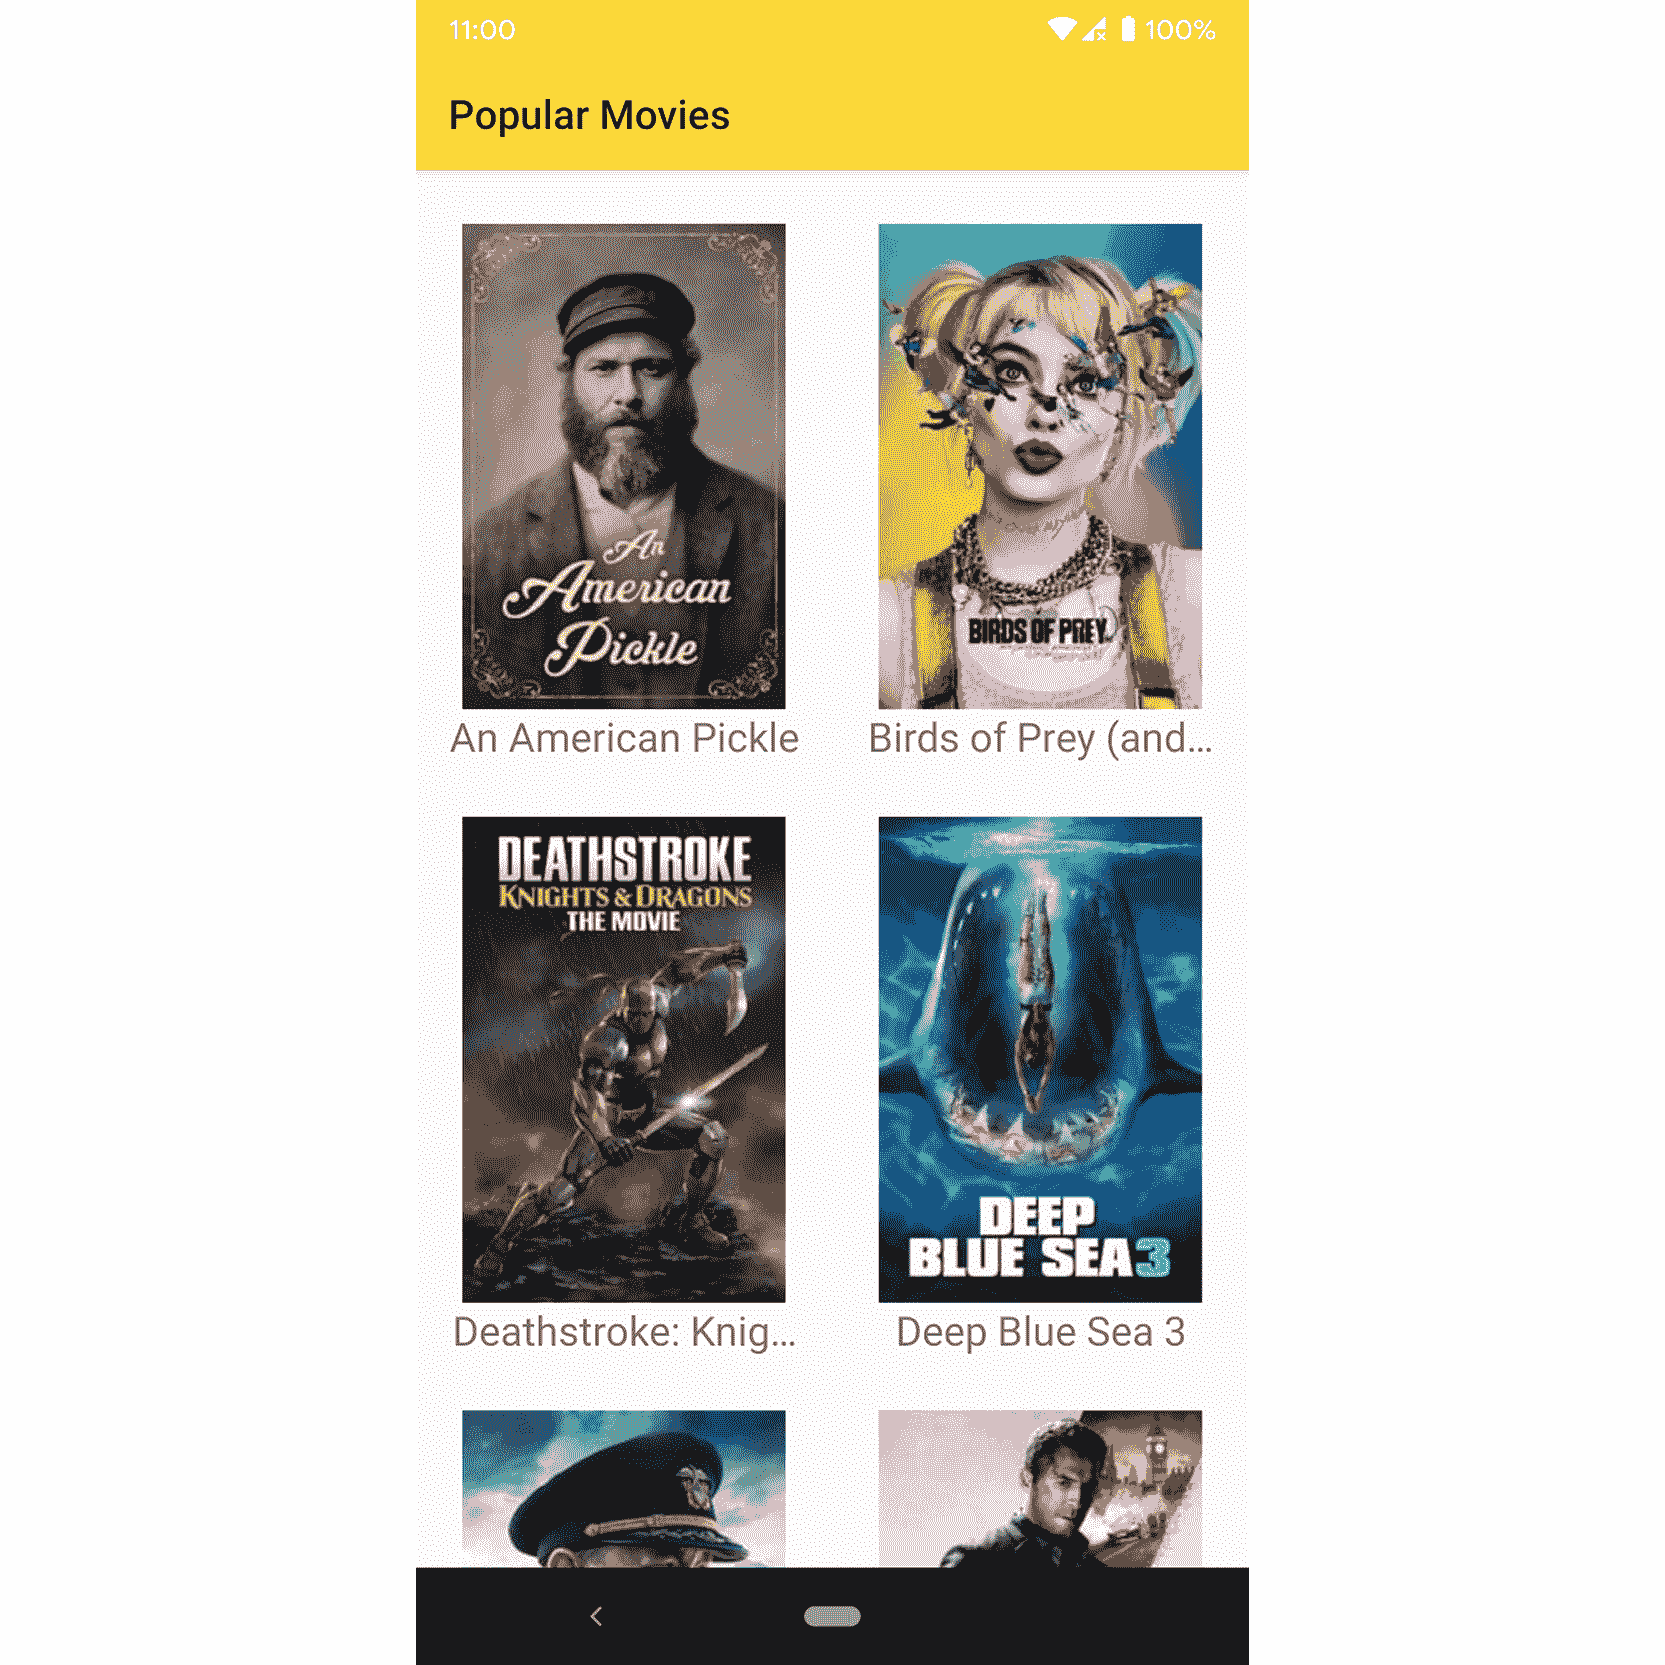 11:00 100%
Popular Movies
An
American
Pickle
BIRDS OF PREY
An American Pickle
Birds of Prey (and...
DEATHSTROKE
KNIGHTS & DRAGONS
THE MOVIE
DEEP
BLUE SEA 3
Deathstroke: Knig...
Deep Blue Sea 3